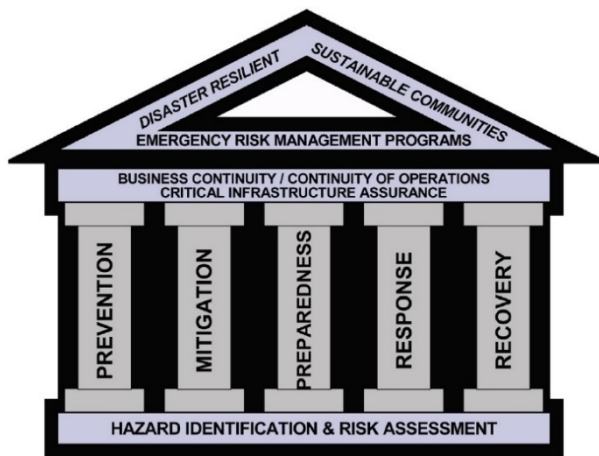 DISASTER RESILIENT
SUSTAINABLE COMMUNITIES
EMERGENCY RISK MANAGEMENT PROGRAMS
BUSINESS CONTINUITY / CONTINUITY OF OPERATIONS
CRITICAL INFRASTRUCTURE ASSURANCE
PREVENTION
MITIGATION
PREPAREDNESS
RESPONSE
RECOVERY
HAZARD IDENTIFICATION & RISK ASSESSMENT